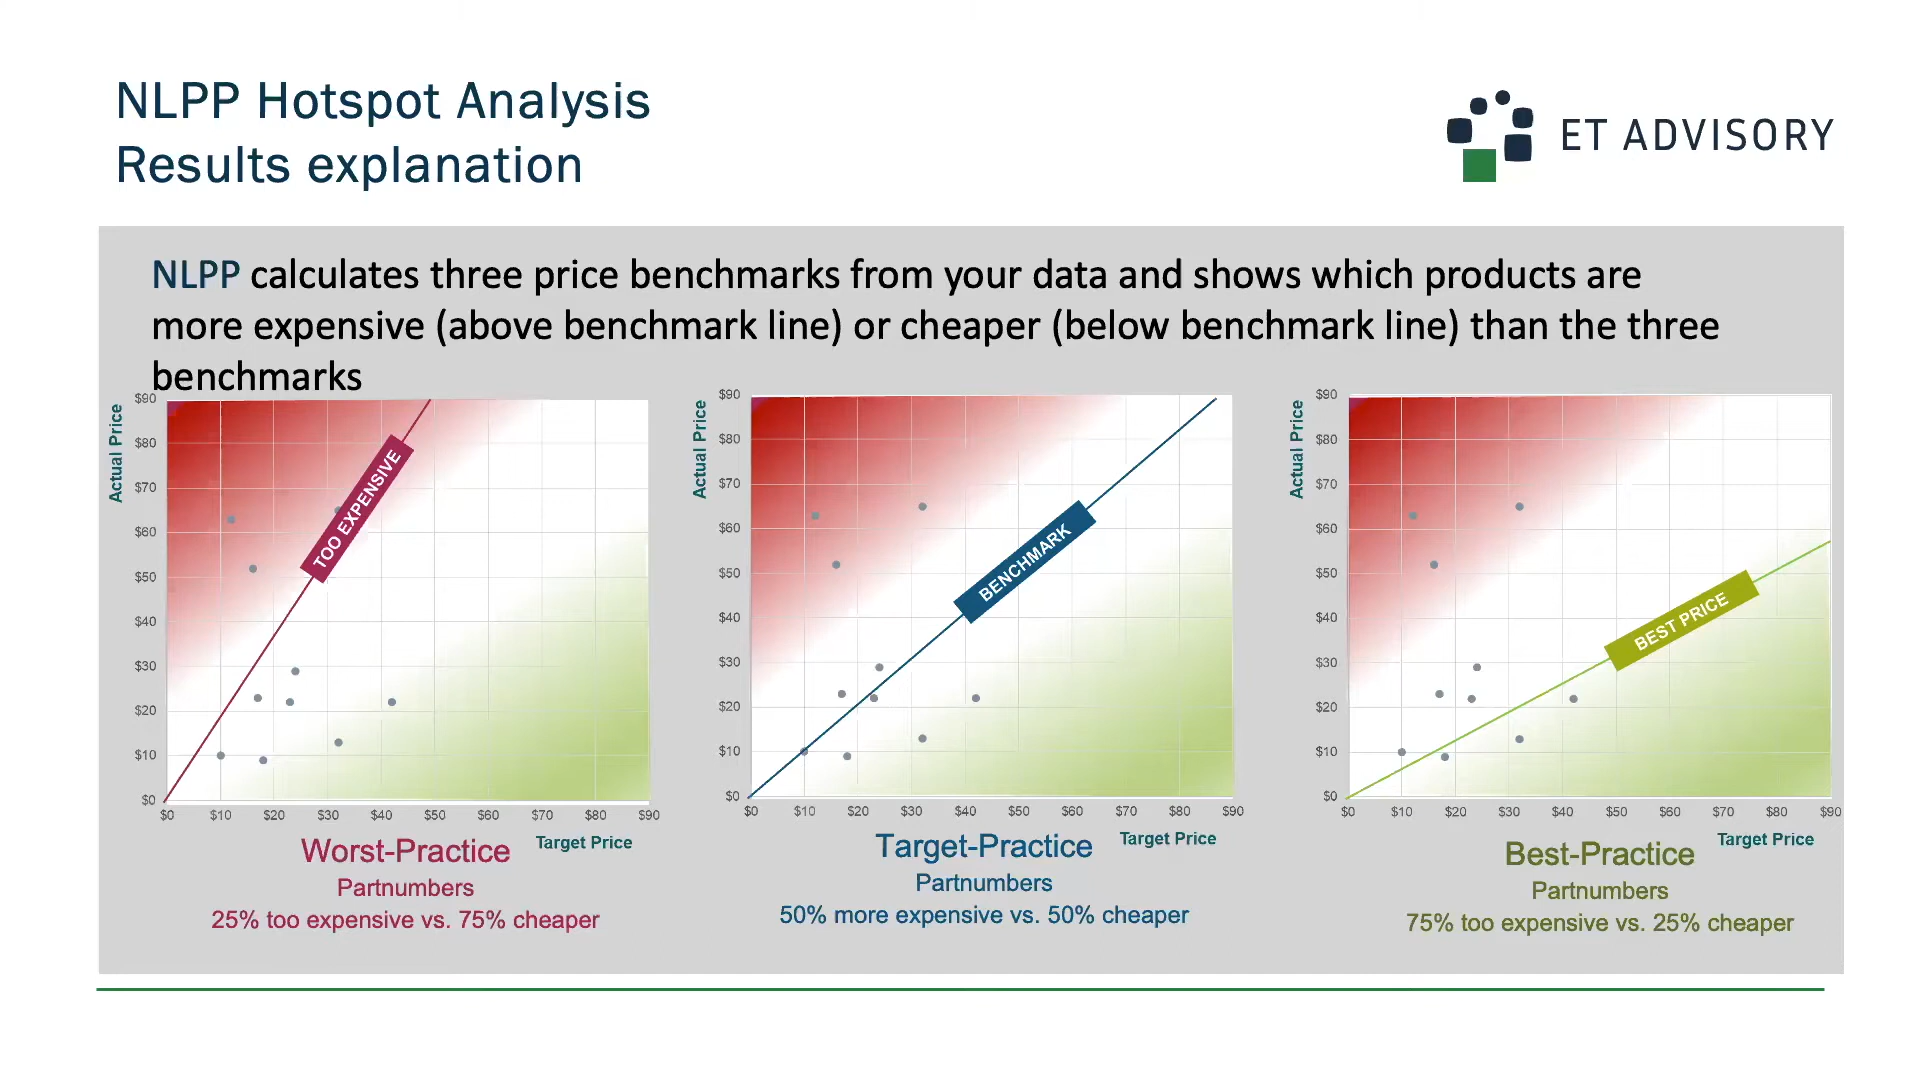 NLPP Hotspot Analysis
Results explanation
ET ADVISORY
NLPP calculates three price benchmarks from your data and shows which products are
more expensive (above benchmark line) or cheaper (below benchmark line) than the three
benchmarks
Actual Price
$90
$80
$70
$60
$50
$40
$30
$20
$10
$0
TOO EXPENSIVE
$0 $10 $20 $30 $40 $50 $60 $70 $80 $90
Target Price
Worst-Practice
Partnumbers
25% too expensive vs. 75% cheaper
Actual Price
$90
$80
$70
$60
$50
$40
$30
$20
$10
$0
BENCHMARK
$0 $10 $20 $30 $40 $50 $60 $70 $80 $90
Target Price
Target-Practice
Partnumbers
50% more expensive vs. 50% cheaper
Actual Price
$90
$80
$70
$60
$50
$40
$30
$20
$10
$0
BEST PRICE
$0 $10 $20 $30 $40 $50 $60 $70 $80 $90
Target Price
Best-Practice
Partnumbers
75% too expensive vs. 25% cheaper